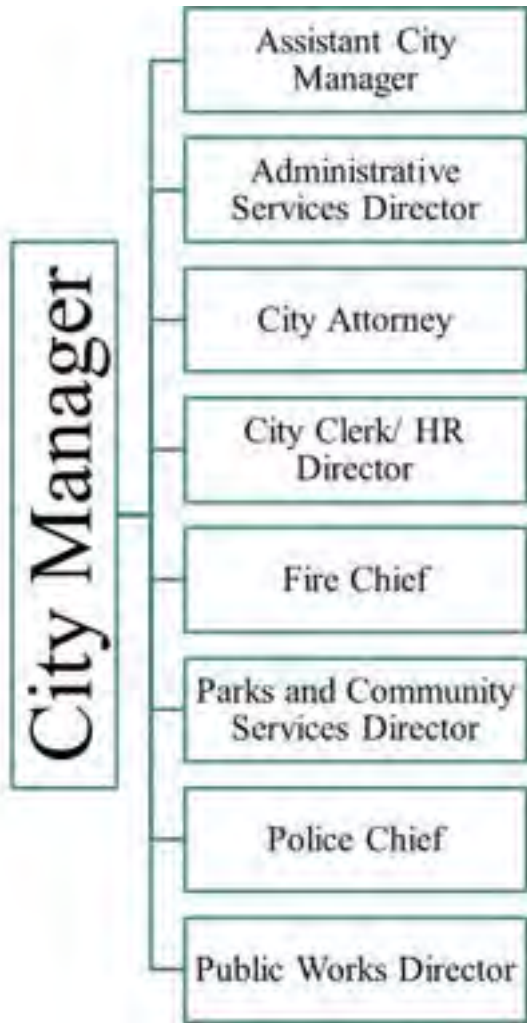 City Manager
Assistant City
Manager
Administrative
Services Director
City Attorney
City Clerk/ HR
Director
Fire Chief
Parks and Community
Services Director
Police Chief
Public Works Director